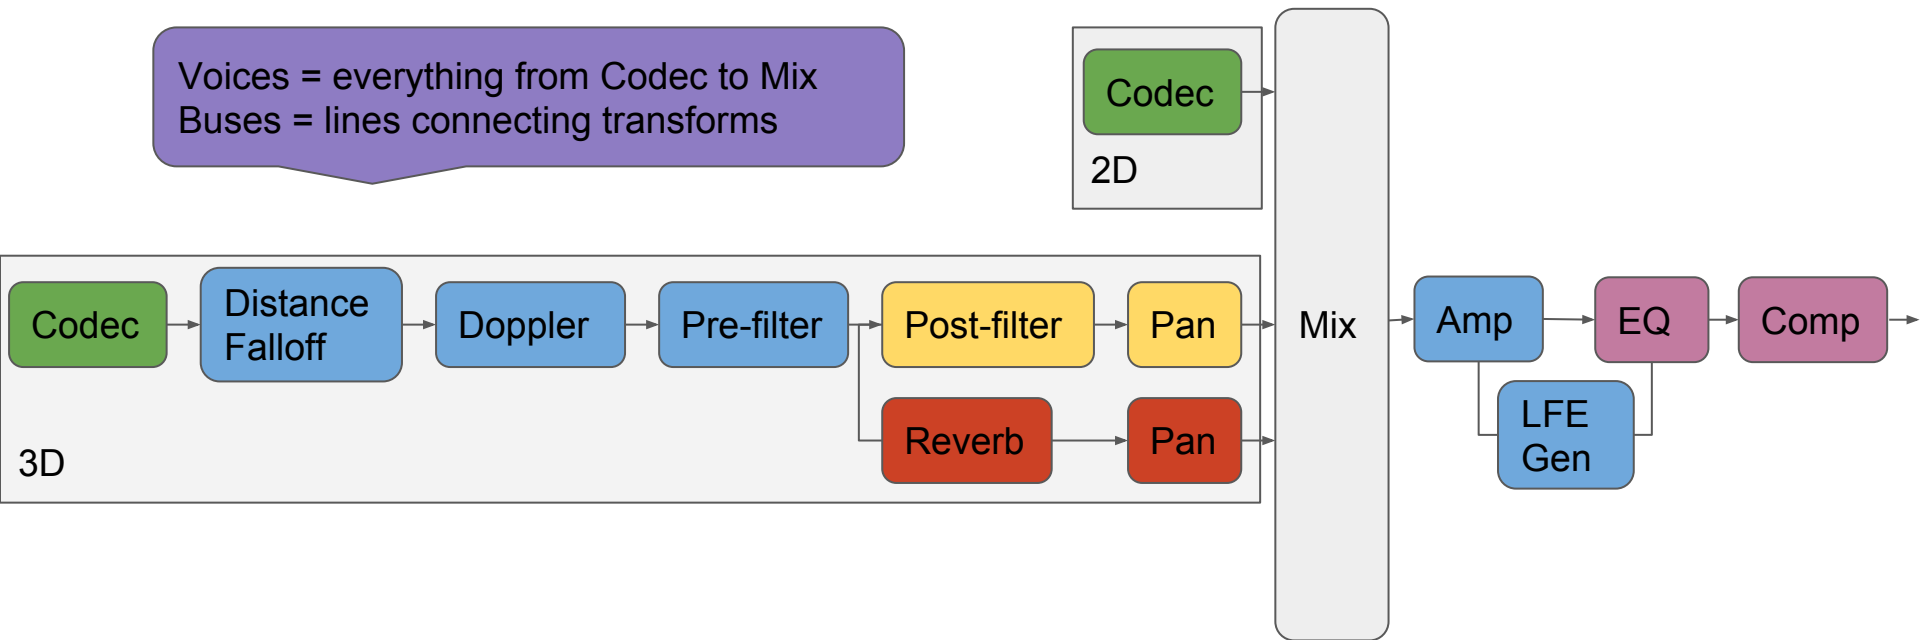 Voices = everything from Codec to Mix
Buses = lines connecting transforms
Codec
2D
Codec
Distance
Falloff
Doppler
Pre-filter
Post-filter
Pan
Reverb
Pan
3D
Mix
Amp
EQ
Comp
LFE
Gen